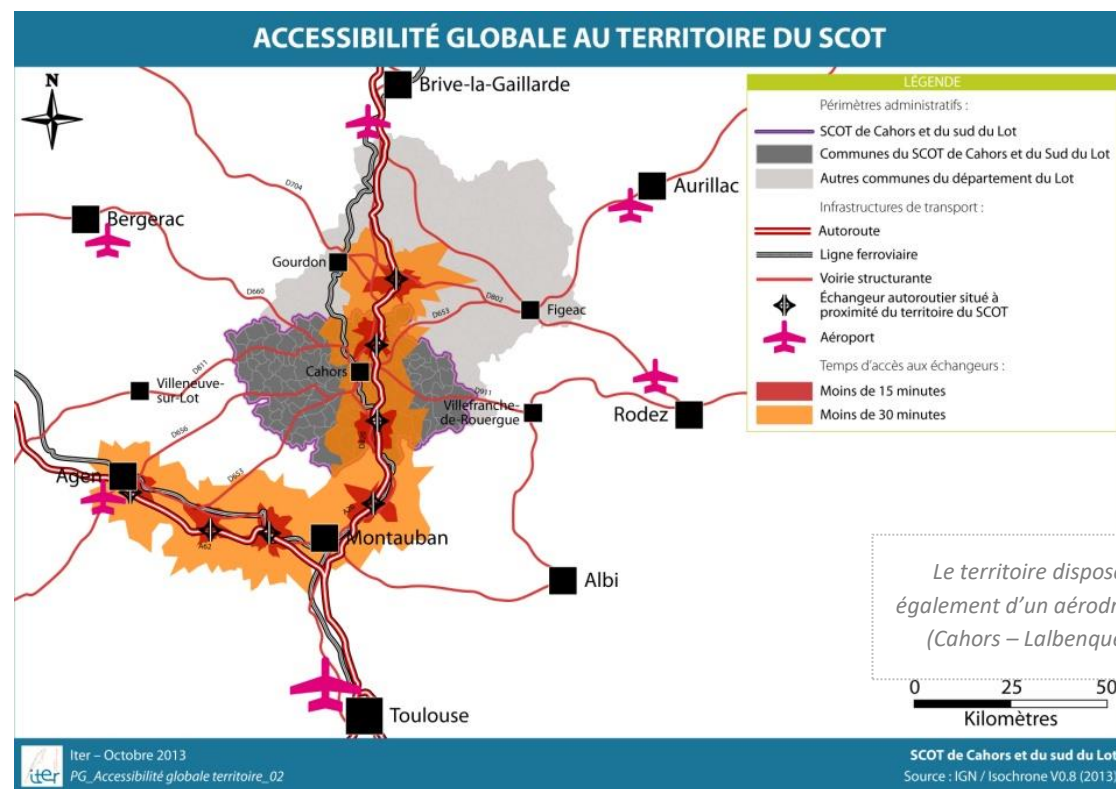 ACCESSIBILITÉ GLOBALE AU TERRITOIRE DU SCOT
N
Brive-la-Gaillarde
LÉGENDE
Périmètres administratifs :
SCOT de Cahors et du sud du Lot
Communes du SCOT de Cahors et du Sud du Lot
Autres communes du département du Lot
Infrastructures de transport :
Autoroute
Ligne ferroviaire
Voirie structurante
Échangeur autoroutier situé à
proximité du territoire du SCOT
Aéroport
Temps d'accès aux échangeurs :
Moins de 15 minutes
Moins de 30 minutes
D704
Aurillac
Bergerac
Gourdon
D660
D802
D653
Figeac
D811
Cahors
Villeneuve-
sur-Lot
D911
Villefranche-
de-Rouergue
Rodez
D656
D653
Agen
A62
Montauban
Albi
Toulouse
Le territoire dispose
également d'un aérodr
(Cahors – Lalbenque
0 25 50
Kilomètres
iter
Iter – Octobre 2013
PG_Accessibilité globale territoire_02
SCOT de Cahors et du sud du Lot
Source : IGN / Isochrone V0.8 (2013)